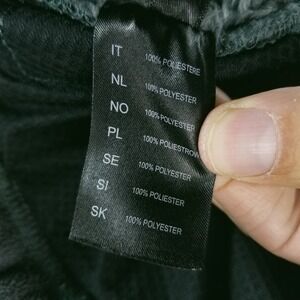 IT 100% POLIESTERE
NL 100% POLYESTER
NO 100% POLYESTER
PL 100% POLIESTROW
SE 100% POLYESTER
SI 100% POLIESTER
SK 100% POLYESTER